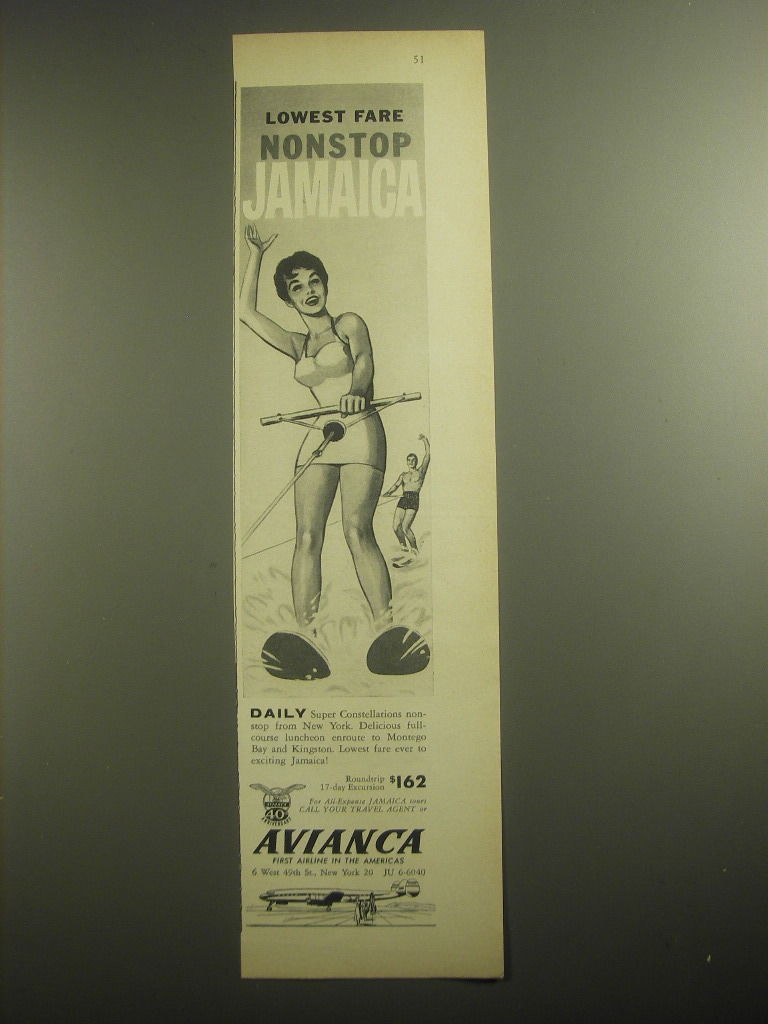 51
LOWEST FARE
NONSTOP
JAMAICA
DAILY Super Constellations non-
stop from New York. Delicious full-
course luncheon enroute to Montego
Bay and Kingston. Lowest fare ever to
exciting Jamaica!
Roundtrip
17-day Excursion $162
For All-Expense JAMAICA tours
CALL YOUR TRAVEL AGENT or
40
ANNIVERSARY
AVIANCA
FIRST AIRLINE IN THE AMERICAS
6 West 49th St., New York 20 JU 6-6040